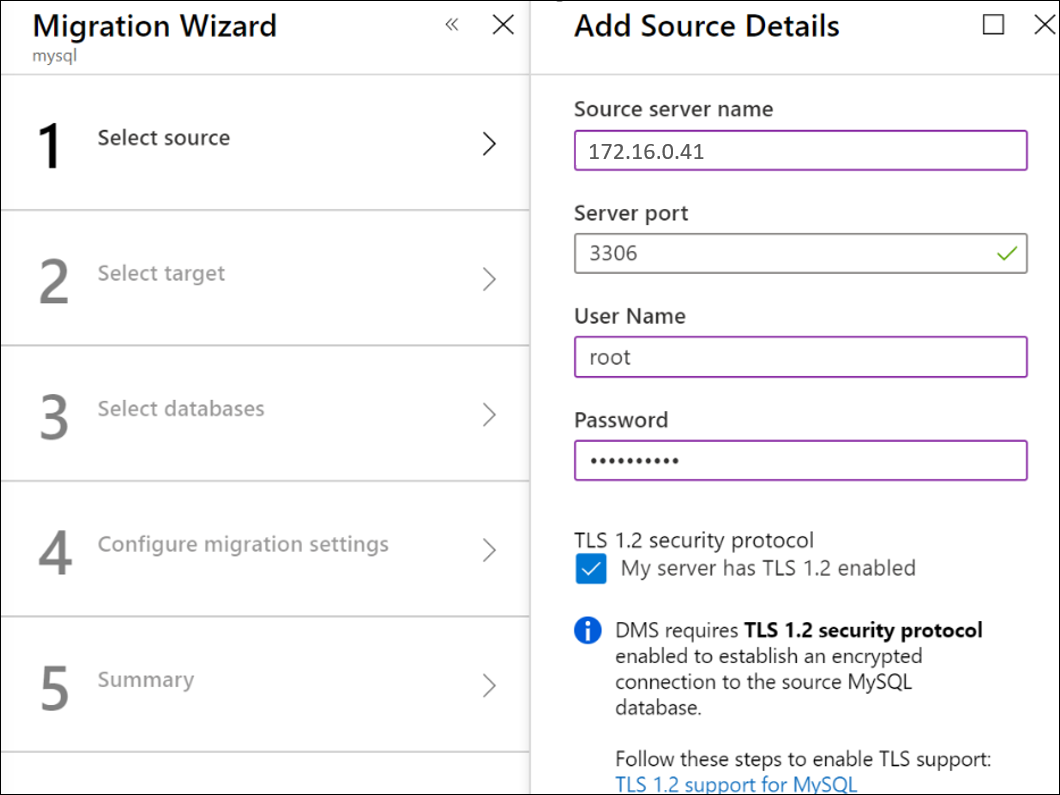 Migration Wizard
mysql
1 Select source
2 Select target
3 Select databases
4 Configure migration settings
5 Summary
Add Source Details
Source server name
172.16.0.41
Server port
3306
User Name
root
Password
••••••••••
TLS 1.2 security protocol
My server has TLS 1.2 enabled
DMS requires TLS 1.2 security protocol
enabled to establish an encrypted
connection to the source MySQL
database.
Follow these steps to enable TLS support:
TLS 1.2 support for MySQL